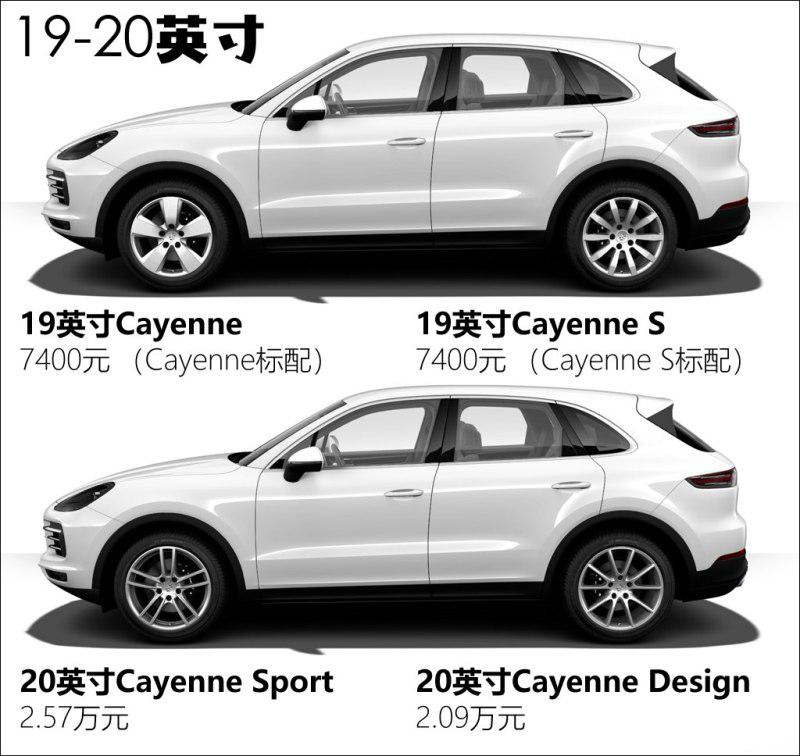 19-20英寸
19英寸Cayenne
7400元 （Cayenne标配）
19英寸Cayenne S
7400元 （Cayenne S标配）
20英寸Cayenne Sport
2.57万元
20英寸Cayenne Design
2.09万元